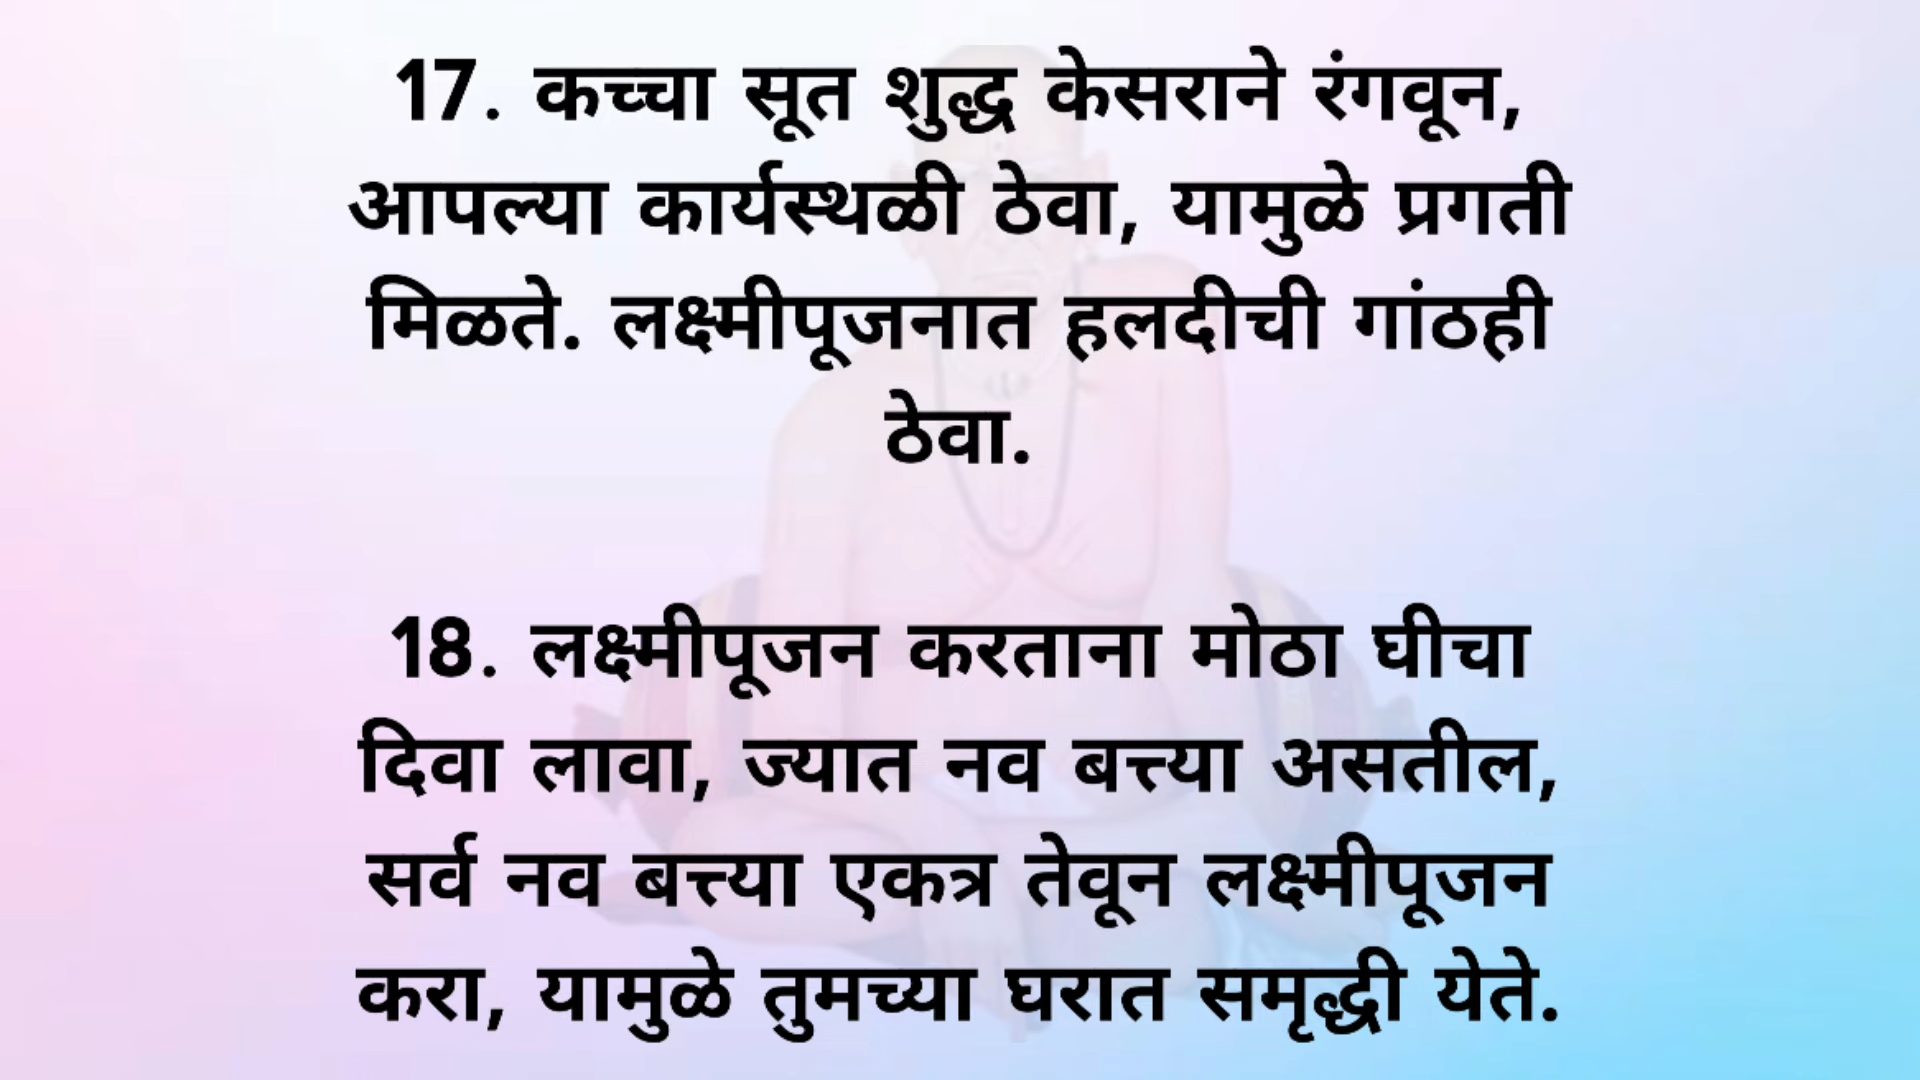 17. कच्चा सूत शुद्ध केसराने रंगवून,
आपल्या कार्यस्थळी ठेवा, यामुळे प्रगती
मिळते. लक्ष्मीपूजनात हलदीची गांठही
ठेवा.
18. लक्ष्मीपूजन करताना मोठा घीचा
दिवा लावा, ज्यात नव बत्त्या असतील,
सर्व नव बत्त्या एकत्र तेवून लक्ष्मीपूजन
करा, यामुळे तुमच्या घरात समृद्धी येते.